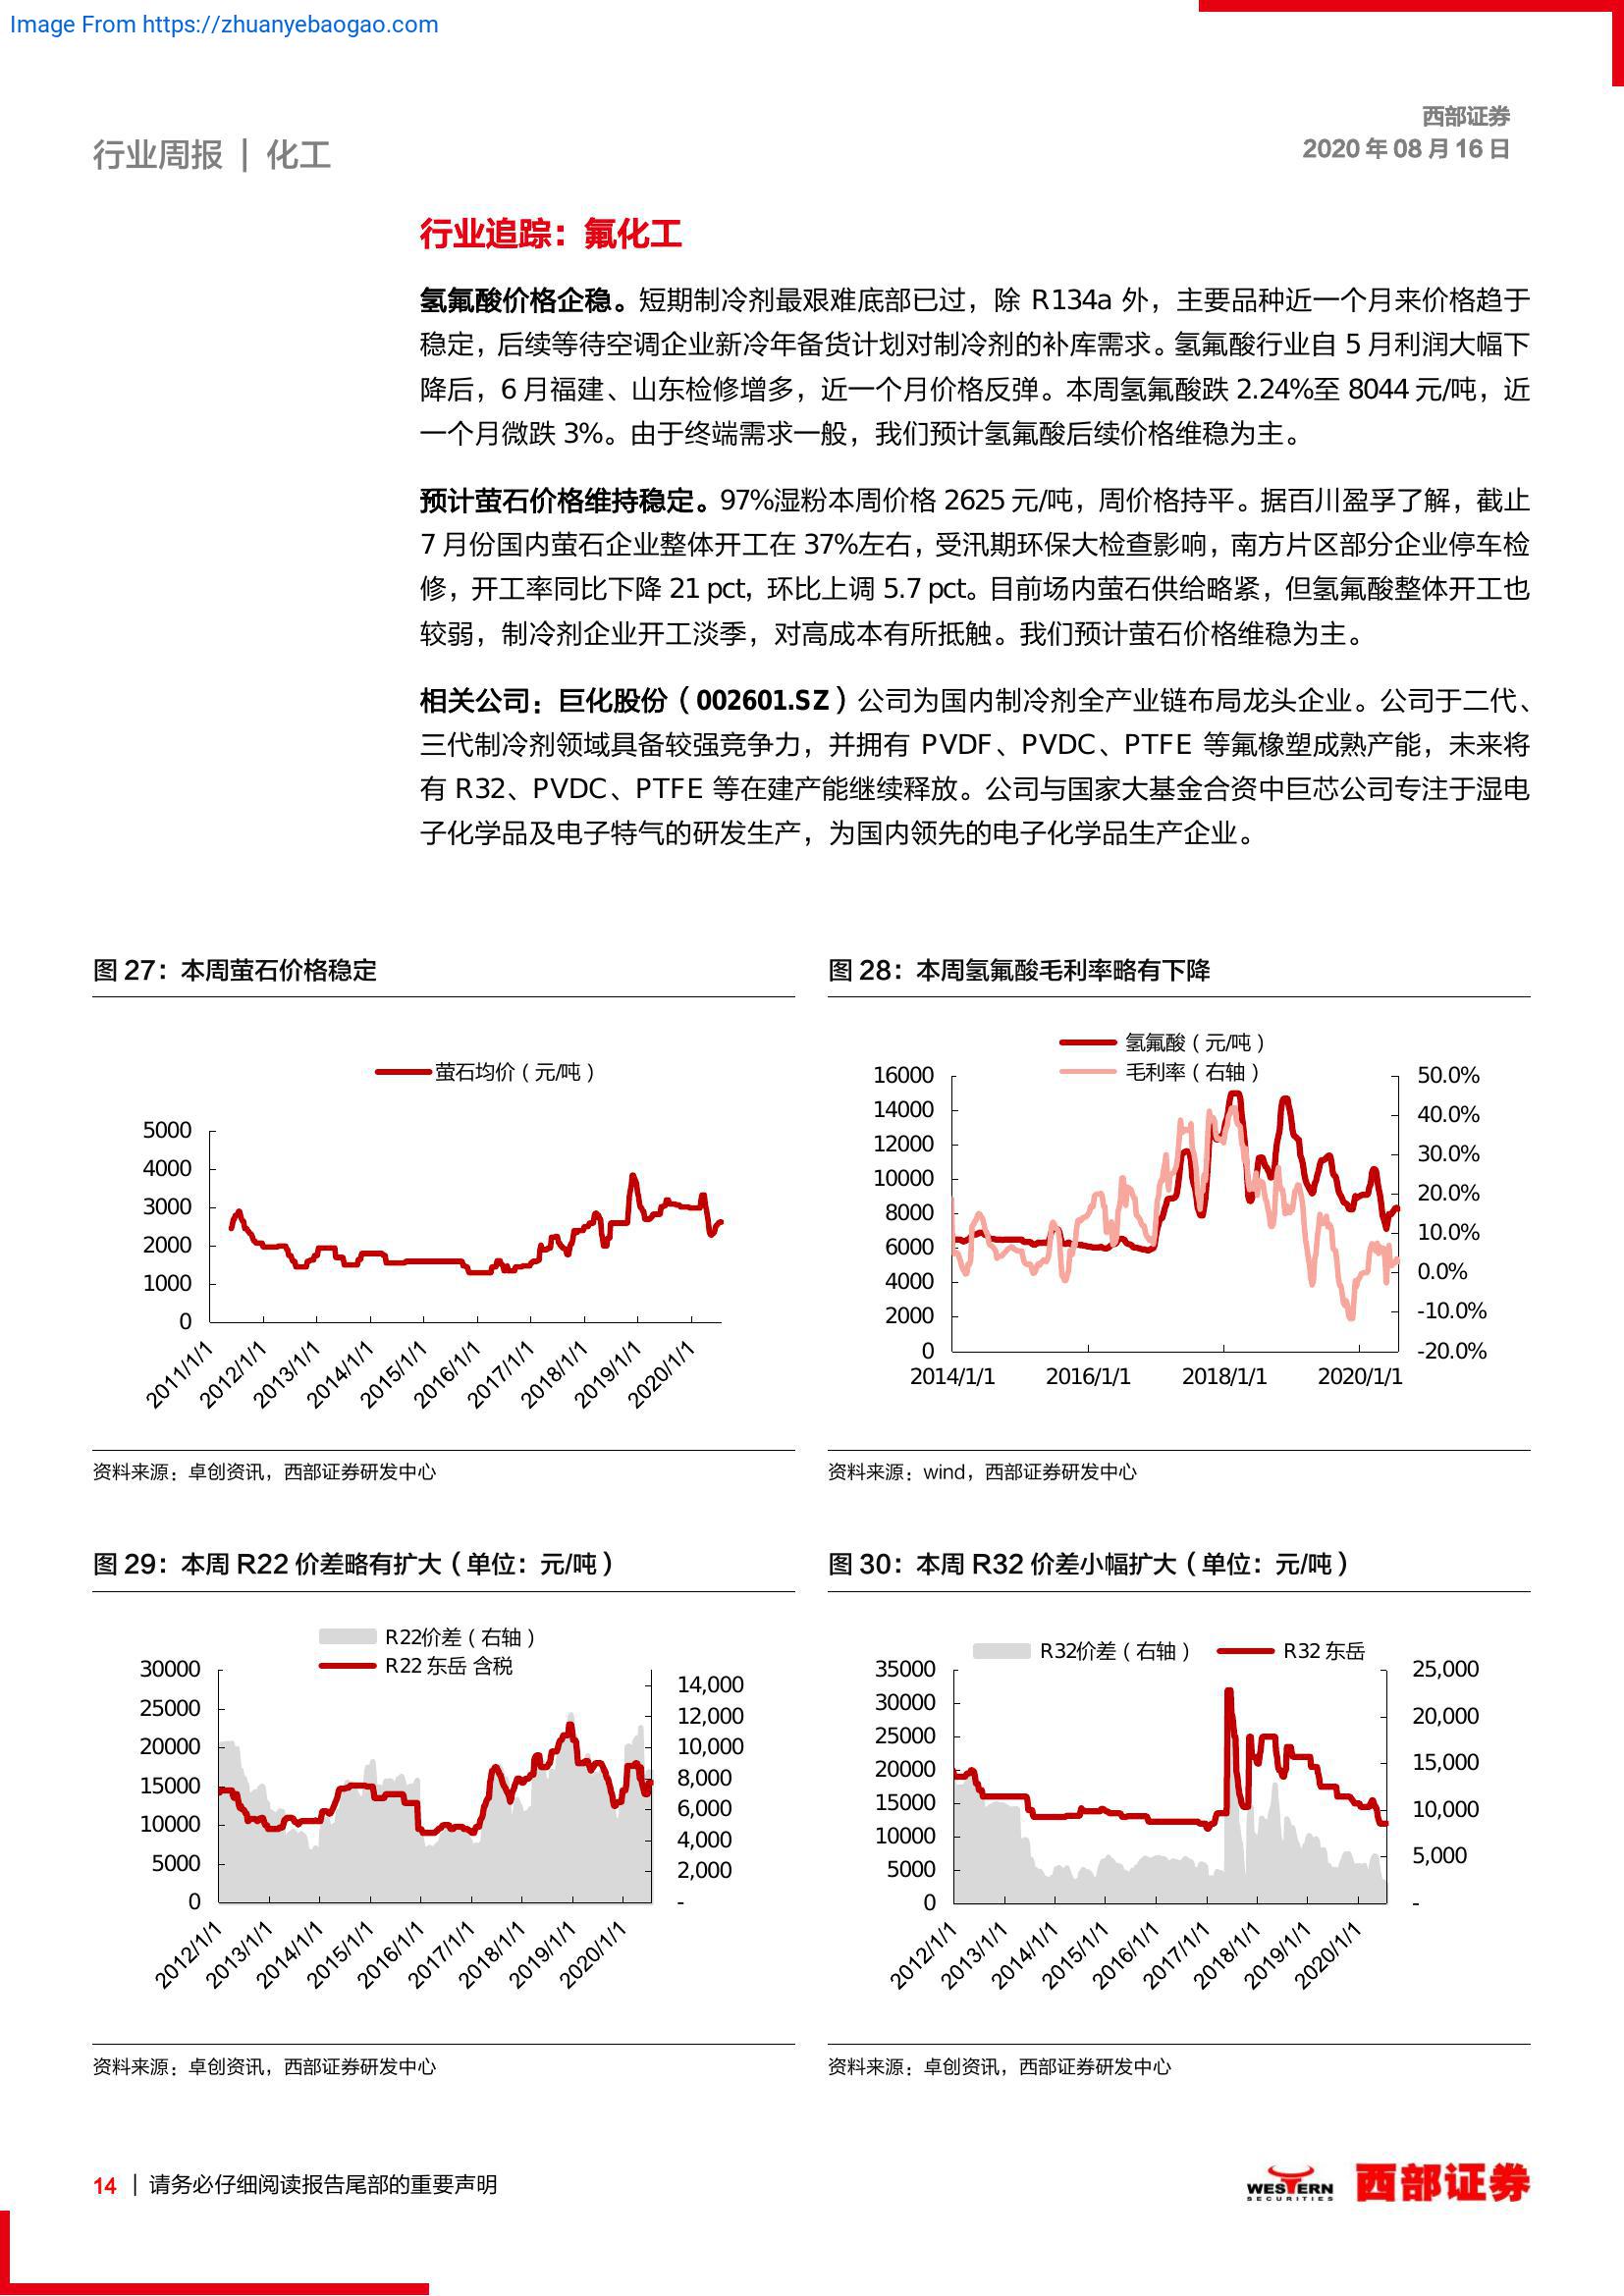 Image From https://zhuanyebaogao.com
西部证券
行业周报 | 化工
2020 年 08 月 16 日
行业追踪：氟化工
氢氟酸价格企稳。短期制冷剂最艰难底部已过，除 R134a 外，主要品种近一个月来价格趋于
稳定，后续等待空调企业新冷年备货计划对制冷剂的补库需求。氢氟酸行业自 5 月利润大幅下
降后，6 月福建、山东检修增多，近一个月价格反弹。本周氢氟酸跌 2.24%至 8044 元/吨，近
一个月微跌 3%。由于终端需求一般，我们预计氢氟酸后续价格维稳为主。
预计萤石价格维持稳定。97%湿粉本周价格 2625 元/吨，周价格持平。据百川盈孚了解，截止
7 月份国内萤石企业整体开工在 37%左右，受汛期环保大检查影响，南方片区部分企业停车检
修，开工率同比下降 21 pct，环比上调 5.7 pct。目前场内萤石供给略紧，但氢氟酸整体开工也
较弱，制冷剂企业开工淡季，对高成本有所抵触。我们预计萤石价格维稳为主。
相关公司：巨化股份（002601.SZ）公司为国内制冷剂全产业链布局龙头企业。公司于二代、
三代制冷剂领域具备较强竞争力，并拥有 PVDF、PVDC、PTFE 等氟橡塑成熟产能，未来将
有 R32、PVDC、PTFE 等在建产能继续释放。公司与国家大基金合资中巨芯公司专注于湿电
子化学品及电子特气的研发生产，为国内领先的电子化学品生产企业。
图 27：本周萤石价格稳定
萤石均价（元/吨）
5000
4000
3000
2000
1000
0
2011/1/1
2012/1/1
2013/1/1
2014/1/1
2015/1/1
2016/1/1
2017/1/1
2018/1/1
2019/1/1
2020/1/1
资料来源：卓创资讯，西部证券研发中心
图 28：本周氢氟酸毛利率略有下降
氢氟酸（元/吨）
毛利率（右轴）
16000
14000
12000
10000
8000
6000
4000
2000
0
50.0%
40.0%
30.0%
20.0%
10.0%
0.0%
-10.0%
-20.0%
2014/1/1
2016/1/1
2018/1/1
2020/1/1
资料来源：wind，西部证券研发中心
图 29：本周 R22 价差略有扩大（单位：元/吨）
R22价差（右轴）
R22 东岳 含税
30000
25000
20000
15000
10000
5000
0
14,000
12,000
10,000
8,000
6,000
4,000
2,000
-
2012/1/1
2013/1/1
2014/1/1
2015/1/1
2016/1/1
2017/1/1
2018/1/1
2019/1/1
2020/1/1
资料来源：卓创资讯，西部证券研发中心
图 30：本周 R32 价差小幅扩大（单位：元/吨）
R32价差（右轴）
R32 东岳
35000
30000
25000
20000
15000
10000
5000
0
25,000
20,000
15,000
10,000
5,000
-
2012/1/1
2013/1/1
2014/1/1
2015/1/1
2016/1/1
2017/1/1
2018/1/1
2019/1/1
2020/1/1
资料来源：卓创资讯，西部证券研发中心
14 | 请务必仔细阅读报告尾部的重要声明
WESTERN
SECURITIES
西部证券